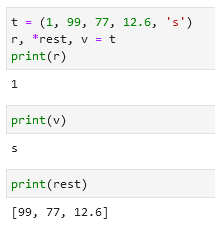 t = (1, 99, 77, 12.6, 's')
r, *rest, v = t
print(r)
1
print(v)
s
print(rest)
[99, 77, 12.6]